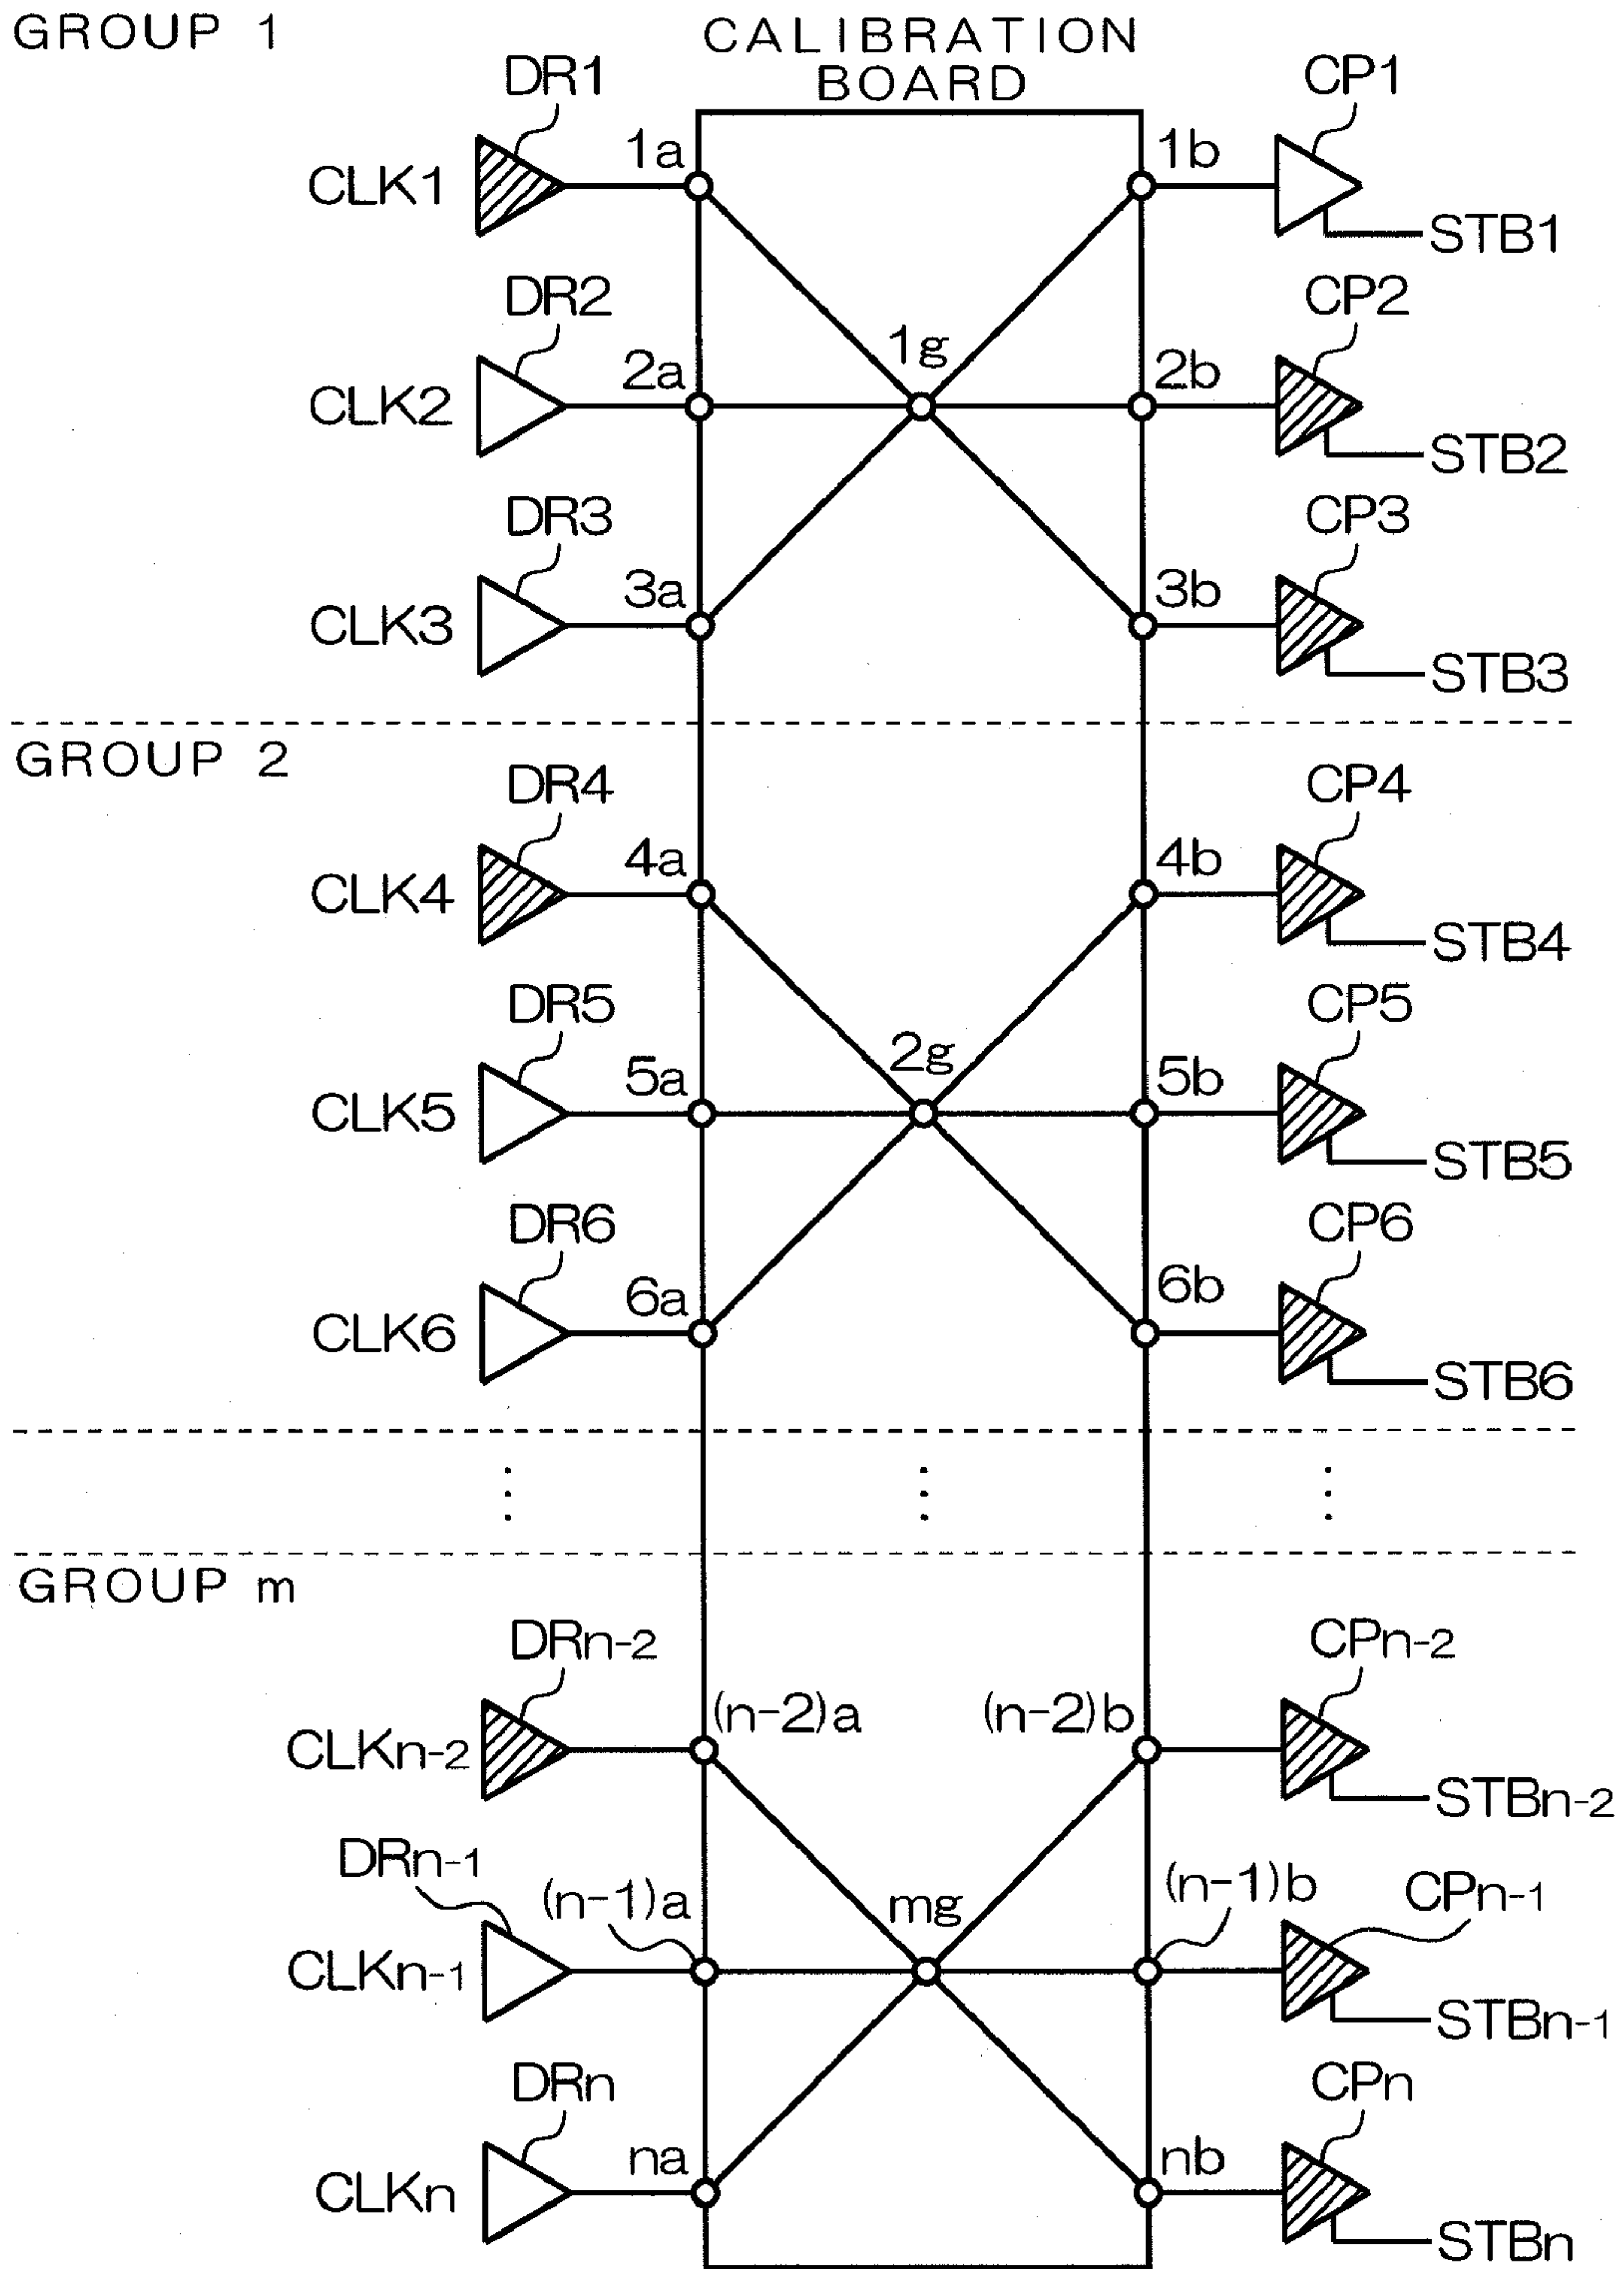 GROUP 1
CALIBRATION
BOARD
DR1
CP1
1a
1b
CLK1
STB1
DR2
CP2
1g
2a
2b
CLK2
STB2
DR3
CP3
3a
3b
CLK3
STB3
GROUP 2
DR4
CP4
4a
4b
CLK4
STB4
DR5
CP5
2g
5a
5b
CLK5
STB5
DR6
CP6
6a
6b
CLK6
STB6
GROUP m
DRn-2
CPn-2
(n-2)a
(n-2)b
CLKn-2
STBn-2
DRn-1
(n-1)a
mg
(n-1)b
CPn-1
CLKn-1
STBn-1
DRn
CPn
na
nb
CLKn
STBn